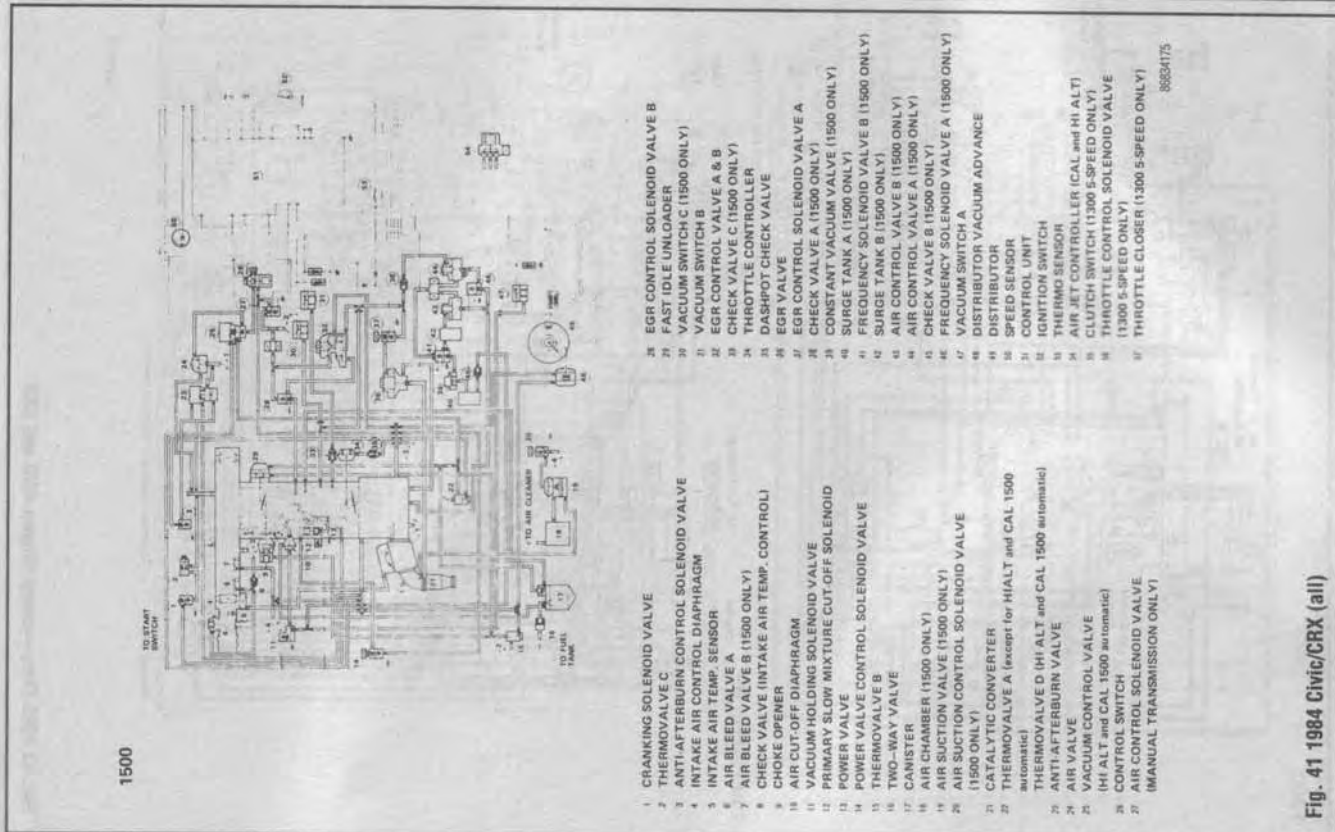 1500
TO START
SWITCH
TO AIR CLEANER
TO FUEL
TANK
1 CRANKING SOLENOID VALVE
2 THERMOVALVE C
3 ANTI-AFTERBURN CONTROL SOLENOID VALVE
4 INTAKE AIR CONTROL DIAPHRAGM
5 INTAKE AIR TEMP. SENSOR
6 AIR BLEED VALVE A
7 AIR BLEED VALVE B (1500 ONLY)
8 CHECK VALVE (INTAKE AIR TEMP. CONTROL)
9 CHOKE OPENER
10 AIR CUT-OFF DIAPHRAGM
11 VACUUM HOLDING SOLENOID VALVE
12 PRIMARY SLOW MIXTURE CUT-OFF SOLENOID
13 POWER VALVE
14 POWER VALVE CONTROL SOLENOID VALVE
15 THERMOVALVE B
16 TWO-WAY VALVE
17 CANISTER
18 AIR CHAMBER (1500 ONLY)
19 AIR SUCTION VALVE (1500 ONLY)
20 AIR SUCTION CONTROL SOLENOID VALVE
(1500 ONLY)
21 CATALYTIC CONVERTER
22 THERMOVALVE A (except for HI ALT and CAL 1500
automatic)
THERMOVALVE D (HI ALT and CAL 1500 automatic)
23 ANTI-AFTERBURN VALVE
24 AIR VALVE
25 VACUUM CONTROL VALVE
(HI ALT and CAL 1500 automatic)
26 CONTROL SWITCH
27 AIR CONTROL SOLENOID VALVE
(MANUAL TRANSMISSION ONLY)
28 EGR CONTROL SOLENOID VALVE B
29 FAST IDLE UNLOADER
30 VACUUM SWITCH C (1500 ONLY)
31 VACUUM SWITCH B
32 EGR CONTROL VALVE A & B
33 CHECK VALVE C (1500 ONLY)
34 THROTTLE CONTROLLER
35 DASHPOT CHECK VALVE
36 EGR VALVE
37 EGR CONTROL SOLENOID VALVE A
38 CHECK VALVE A (1500 ONLY)
39 CONSTANT VACUUM VALVE (1500 ONLY)
40 SURGE TANK A (1500 ONLY)
41 FREQUENCY SOLENOID VALVE B (1500 ONLY)
42 SURGE TANK B (1500 ONLY)
43 AIR CONTROL VALVE B (1500 ONLY)
44 AIR CONTROL VALVE A (1500 ONLY)
45 CHECK VALVE B (1500 ONLY)
46 FREQUENCY SOLENOID VALVE A (1500 ONLY)
47 VACUUM SWITCH A
48 DISTRIBUTOR VACUUM ADVANCE
49 DISTRIBUTOR
50 SPEED SENSOR
51 CONTROL UNIT
52 IGNITION SWITCH
53 THERMO SENSOR
54 AIR JET CONTROLLER (CAL and HI ALT)
55 CLUTCH SWITCH (1300 5-SPEED ONLY)
56 THROTTLE CONTROL SOLENOID VALVE
(1300 5-SPEED ONLY)
57 THROTTLE CLOSER (1300 5-SPEED ONLY)
86834175
Fig. 41 1984 Civic/CRX (all)